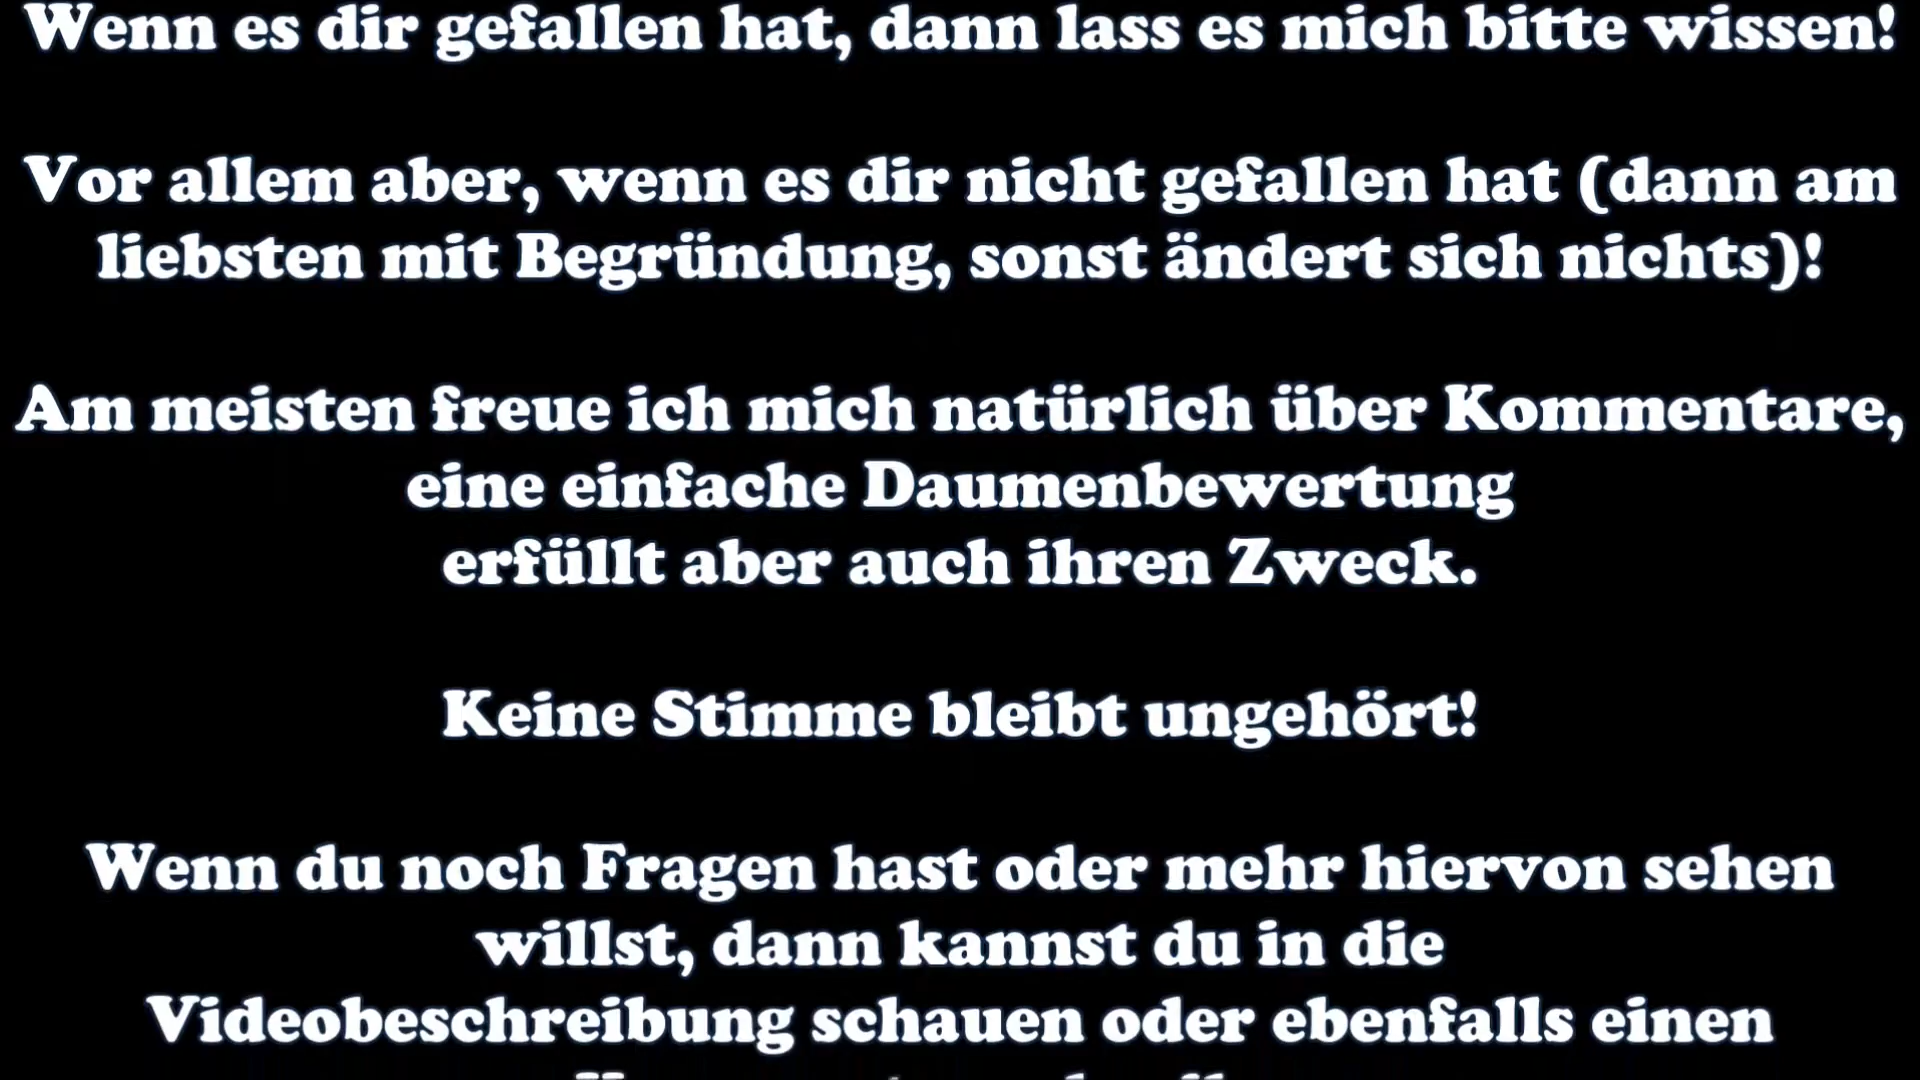 Wenn es dir gefallen hat, dann lass es mich bitte wissen!
Vor allem aber, wenn es dir nicht gefallen hat (dann am
liebsten mit Begründung, sonst ändert sich nichts)!
Am meisten freue ich mich natürlich über Kommentare,
eine einfache Daumenbewertung
erfüllt aber auch ihren Zweck.
Keine Stimme bleibt ungehört!
Wenn du noch Fragen hast oder mehr hiervon sehen
willst, dann kannst du in die
Videobeschreibung schauen oder ebenfalls einen